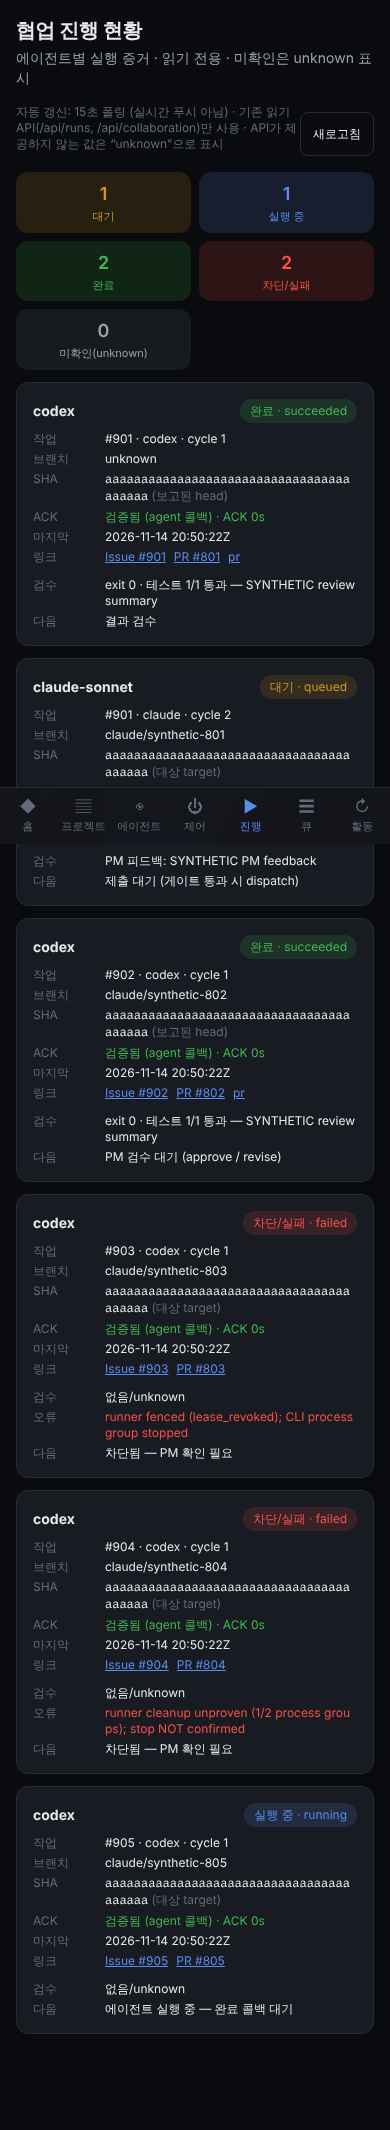 협업 진행 현황
에이전트별 실행 증거 · 읽기 전용 · 미확인은 unknown 표
시
자동 갱신: 15초 폴링 (실시간 푸시 아님) · 기존 읽기
API(/api/runs, /api/collaboration)만 사용 · API가 제
공하지 않는 값은 “unknown”으로 표시
새로고침
1
대기
1
실행 중
2
완료
2
차단/실패
0
미확인(unknown)
codex
완료 · succeeded
작업 #901 · codex · cycle 1
브랜치 unknown
SHA aaaaaaaaaaaaaaaaaaaaaaaaaaaaaaaaaa
aaaaaa (보고된 head)
ACK 검증됨 (agent 콜백) · ACK 0s
마지막 2026-11-14 20:50:22Z
링크 Issue #901 PR #801 pr
검수 exit 0 · 테스트 1/1 통과 — SYNTHETIC review
summary
다음 결과 검수
claude-sonnet
대기 · queued
작업 #901 · claude · cycle 2
브랜치 claude/synthetic-801
SHA aaaaaaaaaaaaaaaaaaaaaaaaaaaaaaaaaa
aaaaaa (대상 target)
홈
프로젝트
에이전트
제어
진행
큐
활동
검수 PM 피드백: SYNTHETIC PM feedback
다음 제출 대기 (게이트 통과 시 dispatch)
codex
완료 · succeeded
작업 #902 · codex · cycle 1
브랜치 claude/synthetic-802
SHA aaaaaaaaaaaaaaaaaaaaaaaaaaaaaaaaaa
aaaaaa (보고된 head)
ACK 검증됨 (agent 콜백) · ACK 0s
마지막 2026-11-14 20:50:22Z
링크 Issue #902 PR #802 pr
검수 exit 0 · 테스트 1/1 통과 — SYNTHETIC review
summary
다음 PM 검수 대기 (approve / revise)
codex
차단/실패 · failed
작업 #903 · codex · cycle 1
브랜치 claude/synthetic-803
SHA aaaaaaaaaaaaaaaaaaaaaaaaaaaaaaaaaa
aaaaaa (대상 target)
ACK 검증됨 (agent 콜백) · ACK 0s
마지막 2026-11-14 20:50:22Z
링크 Issue #903 PR #803
검수 없음/unknown
오류 runner fenced (lease_revoked); CLI process
group stopped
다음 차단됨 — PM 확인 필요
codex
차단/실패 · failed
작업 #904 · codex · cycle 1
브랜치 claude/synthetic-804
SHA aaaaaaaaaaaaaaaaaaaaaaaaaaaaaaaaaa
aaaaaa (대상 target)
ACK 검증됨 (agent 콜백) · ACK 0s
마지막 2026-11-14 20:50:22Z
링크 Issue #904 PR #804
검수 없음/unknown
오류 runner cleanup unproven (1/2 process grou
ps); stop NOT confirmed
다음 차단됨 — PM 확인 필요
codex
실행 중 · running
작업 #905 · codex · cycle 1
브랜치 claude/synthetic-805
SHA aaaaaaaaaaaaaaaaaaaaaaaaaaaaaaaaaa
aaaaaa (대상 target)
ACK 검증됨 (agent 콜백) · ACK 0s
마지막 2026-11-14 20:50:22Z
링크 Issue #905 PR #805
검수 없음/unknown
다음 에이전트 실행 중 — 완료 콜백 대기